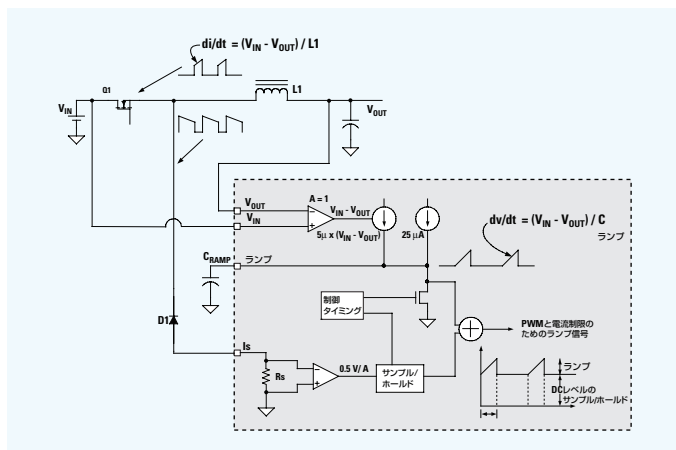 di/dt = (VIN - VOUT) / L1
Q1
L1
VIN
VOUT
A = 1
VOUT
VIN
VIN - VOUT
5μ x (VIN - VOUT)
25 μA
dv/dt = (VIN - VOUT) / C
ランプ
CRAMP
ランプ
制御
タイミング
D1
PWMと電流制限の
ためのランプ信号
Is
Rs
0.5 V/ A
サンプル/
ホールド
ランプ
DCレベルの
サンプル/ホールド